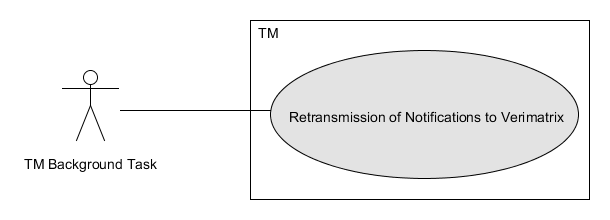 TM
Retransmission of Notifications to Verimatrix
TM Background Task